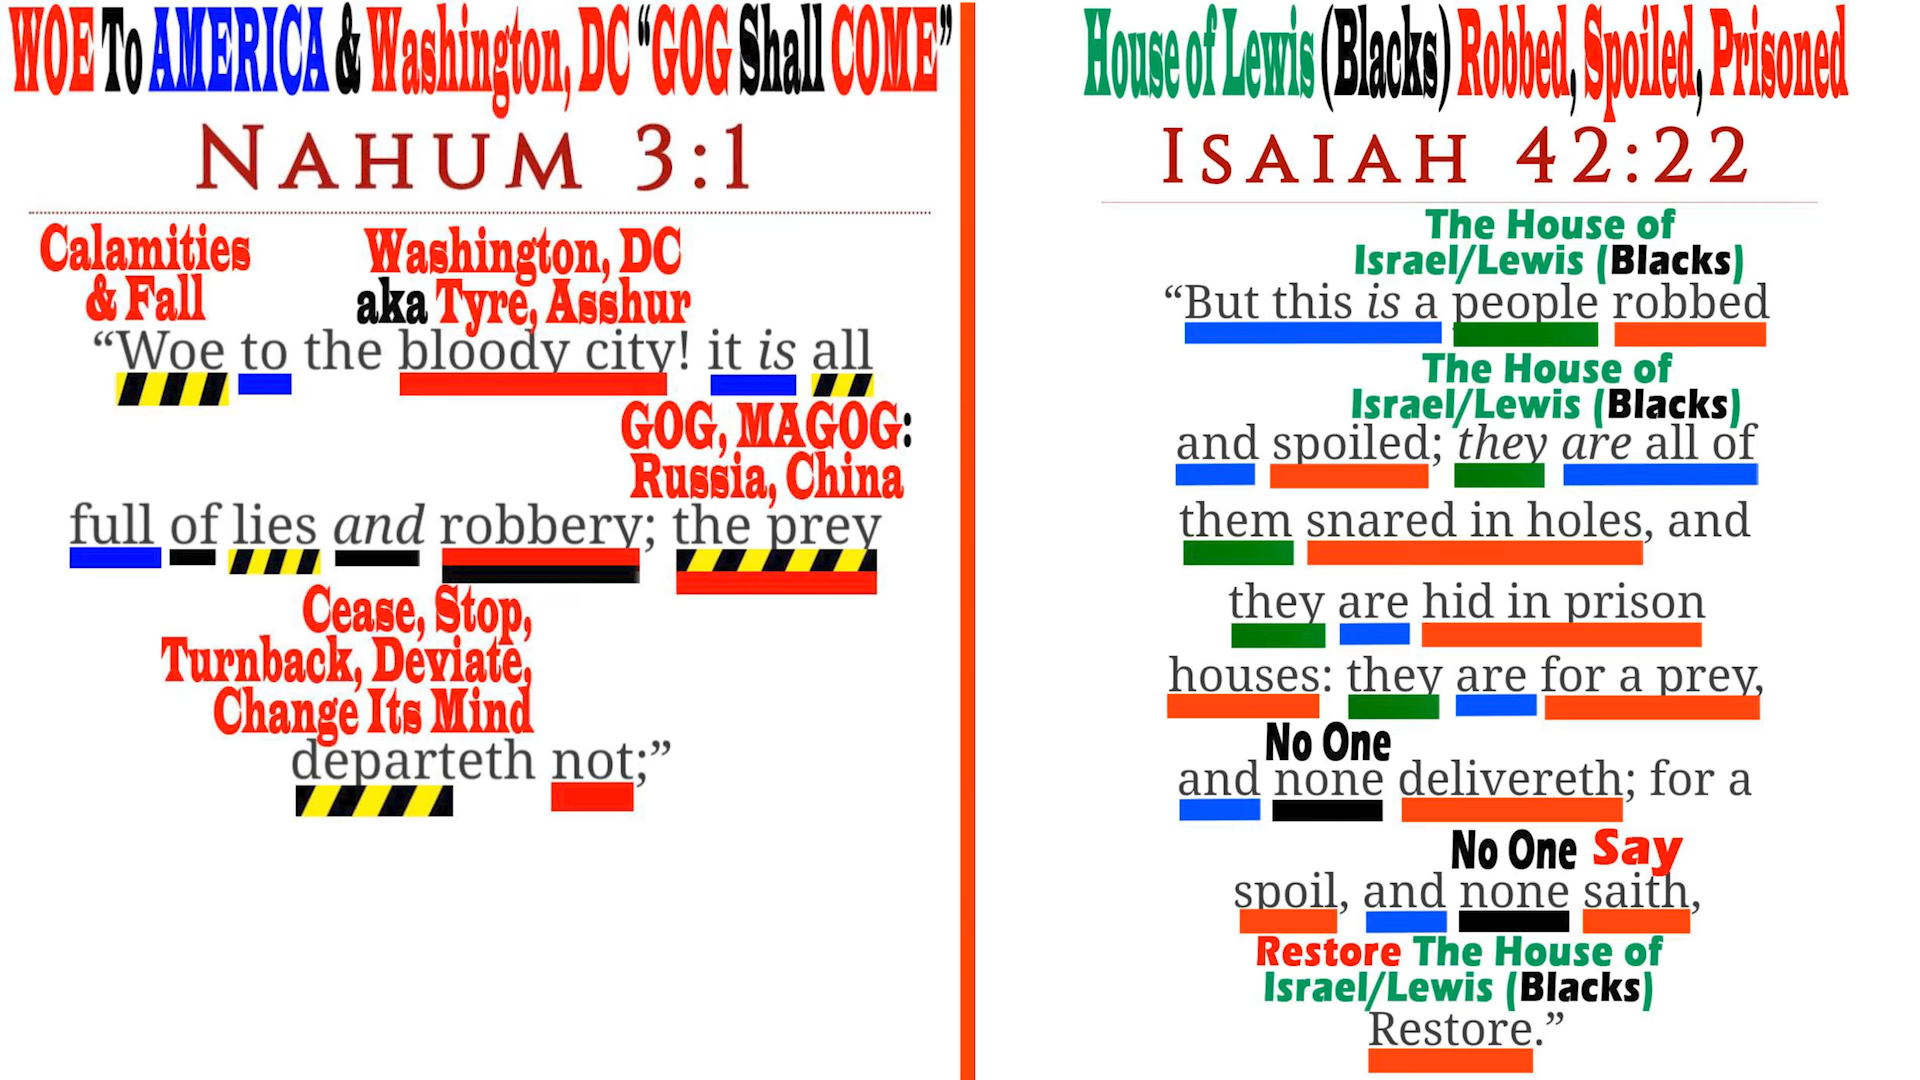 WOE To AMERICA & Washington, DC “GOG Shall COME”
NAHUM 3:1
Calamities
& Fall
Washington, DC
aka Tyre, Asshur
“Woe to the bloody city! it is all
GOG, MAGOG:
Russia, China
full of lies and robbery; the prey
Cease, Stop,
Turnback, Deviate,
Change Its Mind
departeth not;”
House of Lewis (Blacks) Robbed, Spoiled, Prisoned
ISAIAH 42:22
The House of
Israel/Lewis (Blacks)
“But this is a people robbed
The House of
Israel/Lewis (Blacks)
and spoiled; they are all of
them snared in holes, and
they are hid in prison
houses: they are for a prey,
No One
and none delivereth; for a
No One Say
spoil, and none saith,
Restore The House of
Israel/Lewis (Blacks)
Restore.”